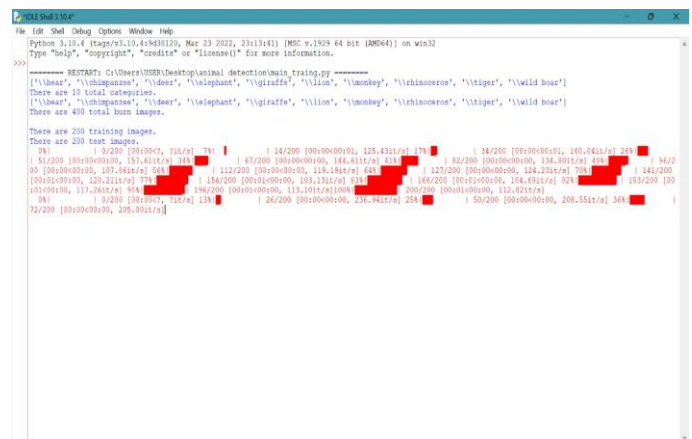 *IDLE Shell 3.10.4*
File Edit Shell Debug Options Window Help
Python 3.10.4 (tags/v3.10.4:9d38120, Mar 23 2022, 23:13:41) [MSC v.1929 64 bit (AMD64)] on win32
Type "help", "copyright", "credits" or "license()" for more information.
>>>
======== RESTART: C:\Users\USER\Desktop\animal detection\main_traing.py ========
['\\bear', '\\chimpanzee', '\\deer', '\\elephant', '\\giraffe', '\\lion', '\\monkey', '\\rhinoceros', '\\tiger', '\\wild boar']
There are 10 total categories.
['\\bear', '\\chimpanzee', '\\deer', '\\elephant', '\\giraffe', '\\lion', '\\monkey', '\\rhinoceros', '\\tiger', '\\wild boar']
There are 400 total burn images.
There are 200 training images.
There are 200 test images.
0%| | 0/200 [00:00<?, ?it/s] 7%| | 14/200 [00:00<00:01, 125.43it/s] 17%| | 34/200 [00:00<00:01, 160.04it/s] 26%|
| 51/200 [00:00<00:00, 157.61it/s] 34%| | 67/200 [00:00<00:00, 144.61it/s] 41%| | 82/200 [00:00<00:00, 134.80it/s] 48%| | 96/2
00 [00:00<00:00, 107.86it/s] 56%| | 112/200 [00:00<00:00, 119.19it/s] 64%| | 127/200 [00:00<00:00, 124.23it/s] 70%| | 141/200
[00:01<00:00, 120.21it/s] 77%| | 154/200 [00:01<00:00, 103.13it/s] 83%| | 166/200 [00:01<00:00, 104.69it/s] 92%| | 183/200 [00
:01<00:00, 117.26it/s] 98%| | 196/200 [00:01<00:00, 113.10it/s]100%| | 200/200 [00:01<00:00, 112.82it/s]
0%| | 0/200 [00:00<?, ?it/s] 13%| | 26/200 [00:00<00:00, 236.94it/s] 25%| | 50/200 [00:00<00:00, 206.55it/s] 36%| |
72/200 [00:00<00:00, 205.00it/s]